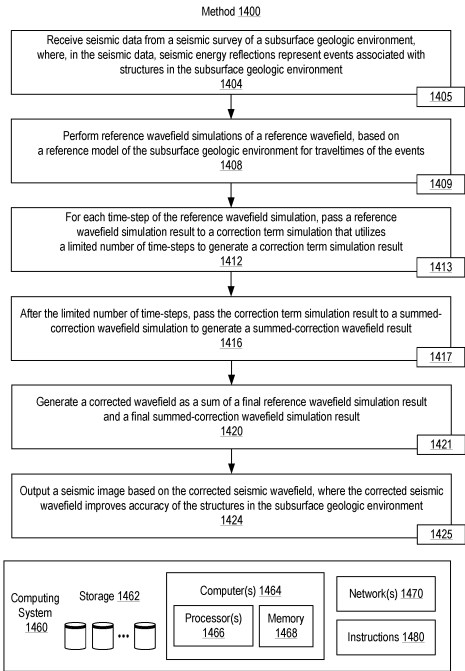 Method 1400
Receive seismic data from a seismic survey of a subsurface geologic environment,
where, in the seismic data, seismic energy reflections represent events associated with
structures in the subsurface geologic environment
1404
1405
Perform reference wavefield simulations of a reference wavefield, based on
a reference model of the subsurface geologic environment for traveltimes of the events
1408
1409
For each time-step of the reference wavefield simulation, pass a reference
wavefield simulation result to a correction term simulation that utilizes
a limited number of time-steps to generate a correction term simulation result
1412
1413
After the limited number of time-steps, pass the correction term simulation result to a summed-
correction wavefield simulation to generate a summed-correction wavefield result
1416
1417
Generate a corrected wavefield as a sum of a final reference wavefield simulation result
and a final summed-correction wavefield simulation result
1420
1421
Output a seismic image based on the corrected seismic wavefield, where the corrected seismic
wavefield improves accuracy of the structures in the subsurface geologic environment
1424
1425
Computing
System
1460
Storage 1462
Computer(s) 1464
Processor(s)
1466
Memory
1468
Network(s) 1470
Instructions 1480